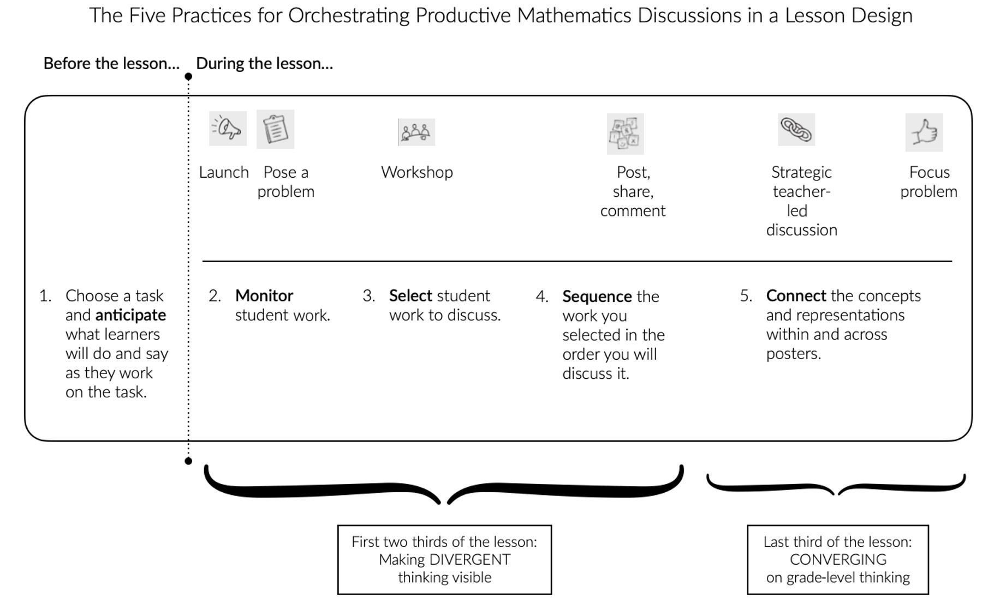 The Five Practices for Orchestrating Productive Mathematics Discussions in a Lesson Design
Before the lesson...
During the lesson...
Launch
Pose a
problem
Workshop
Post,
share,
comment
Strategic
teacher-
led
discussion
Focus
problem
1. Choose a task
and anticipate
what learners
will do and say
as they work
on the task.
2. Monitor
student work.
3. Select student
work to discuss.
4. Sequence the
work you
selected in the
order you will
discuss it.
5. Connect the concepts
and representations
within and across
posters.
First two thirds of the lesson:
Making DIVERGENT
thinking visible
Last third of the lesson:
CONVERGING
on grade-level thinking